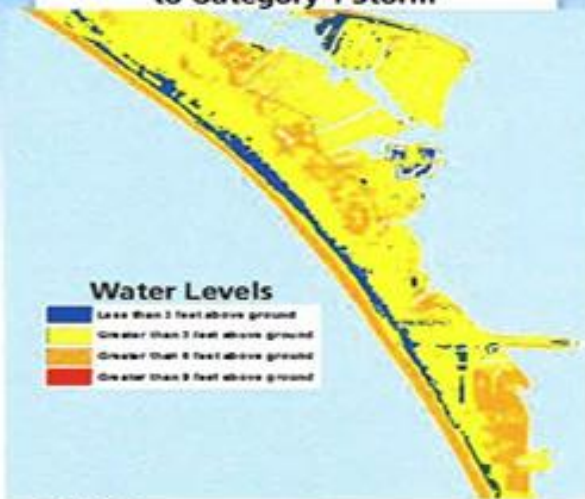 to Category 1 Storm
Water Levels
Less than 3 feet above ground
Greater than 3 feet above ground
Greater than 6 feet above ground
Greater than 9 feet above ground